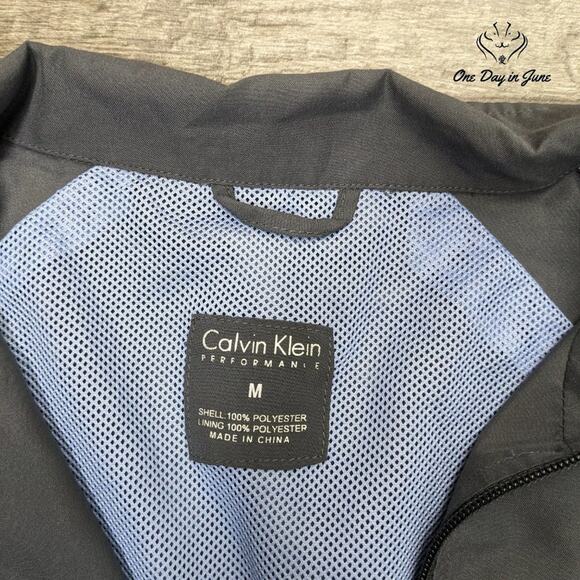 One Day in June
Calvin Klein
PERFORMANCE
M
SHELL:100% POLYESTER
LINING 100% POLYESTER
MADE IN CHINA